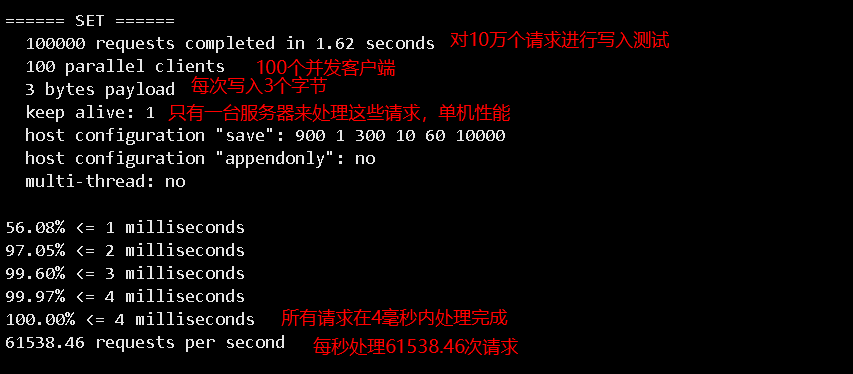 ====== SET ======
100000 requests completed in 1.62 seconds 对10万个请求进行写入测试
100 parallel clients 100个并发客户端
3 bytes payload 每次写入3个字节
keep alive: 1 只有一台服务器来处理这些请求，单机性能
host configuration "save": 900 1 300 10 60 10000
host configuration "appendonly": no
multi-thread: no
56.08% <= 1 milliseconds
97.05% <= 2 milliseconds
99.60% <= 3 milliseconds
99.97% <= 4 milliseconds
100.00% <= 4 milliseconds 所有请求在4毫秒内处理完成
61538.46 requests per second 每秒处理61538.46次请求